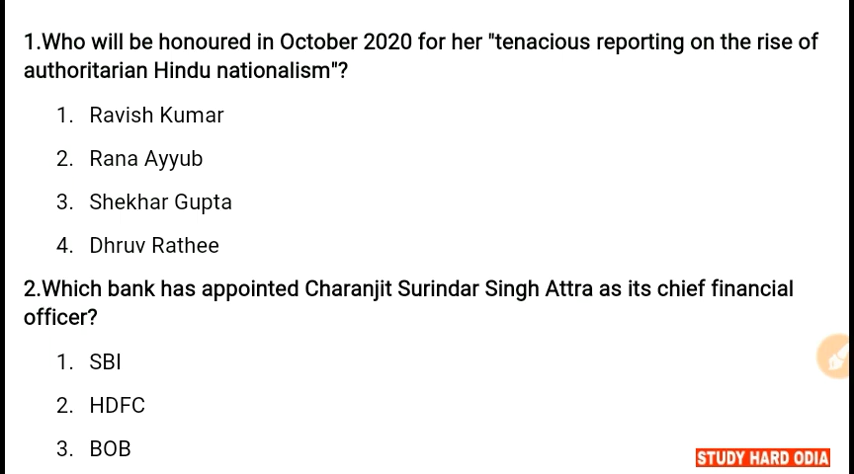 1.Who will be honoured in October 2020 for her "tenacious reporting on the rise of
authoritarian Hindu nationalism"?
1. Ravish Kumar
2. Rana Ayyub
3. Shekhar Gupta
4. Dhruv Rathee
2.Which bank has appointed Charanjit Surindar Singh Attra as its chief financial
officer?
1. SBI
2. HDFC
3. BOB
STUDY HARD ODIA